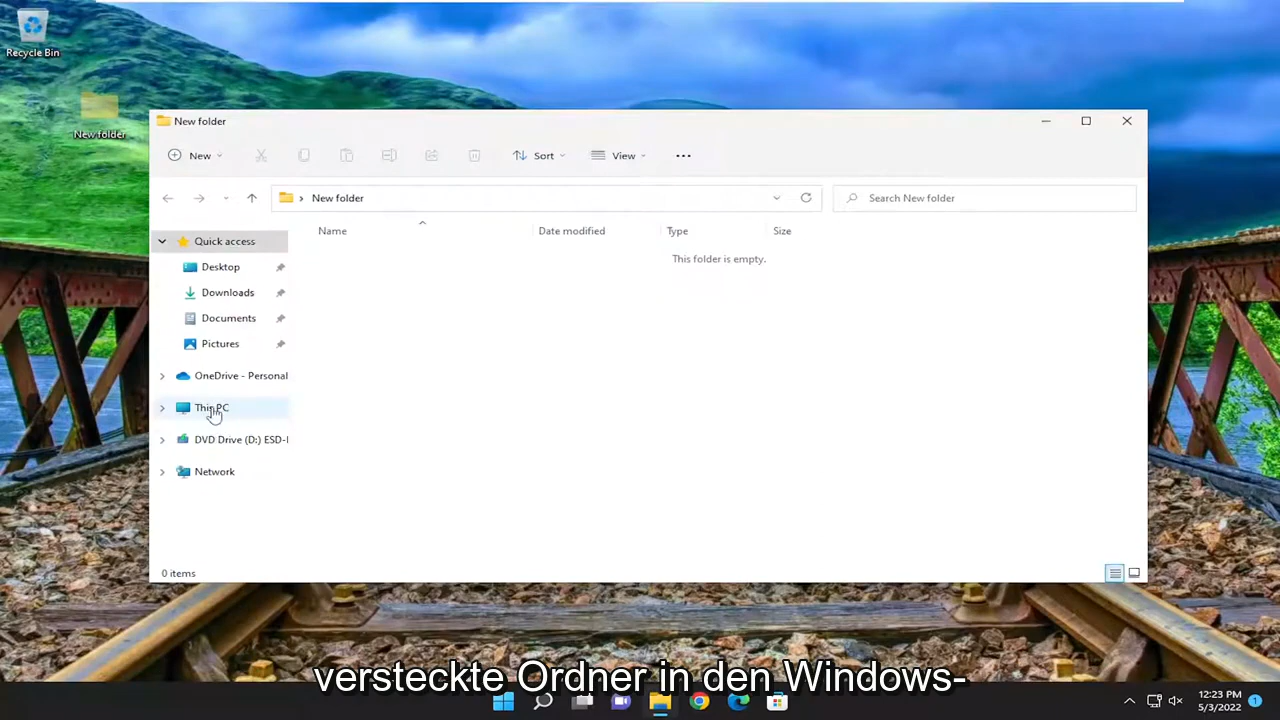 Recycle Bin
New folder
New folder
New
Sort
View
New folder
Search New folder
Name
Date modified
Type
Size
This folder is empty.
Quick access
Desktop
Downloads
Documents
Pictures
OneDrive - Personal
This PC
DVD Drive (D:) ESD-I
Network
0 items
versteckte Ordner in den Windows-
12:23 PM
5/3/2022
1